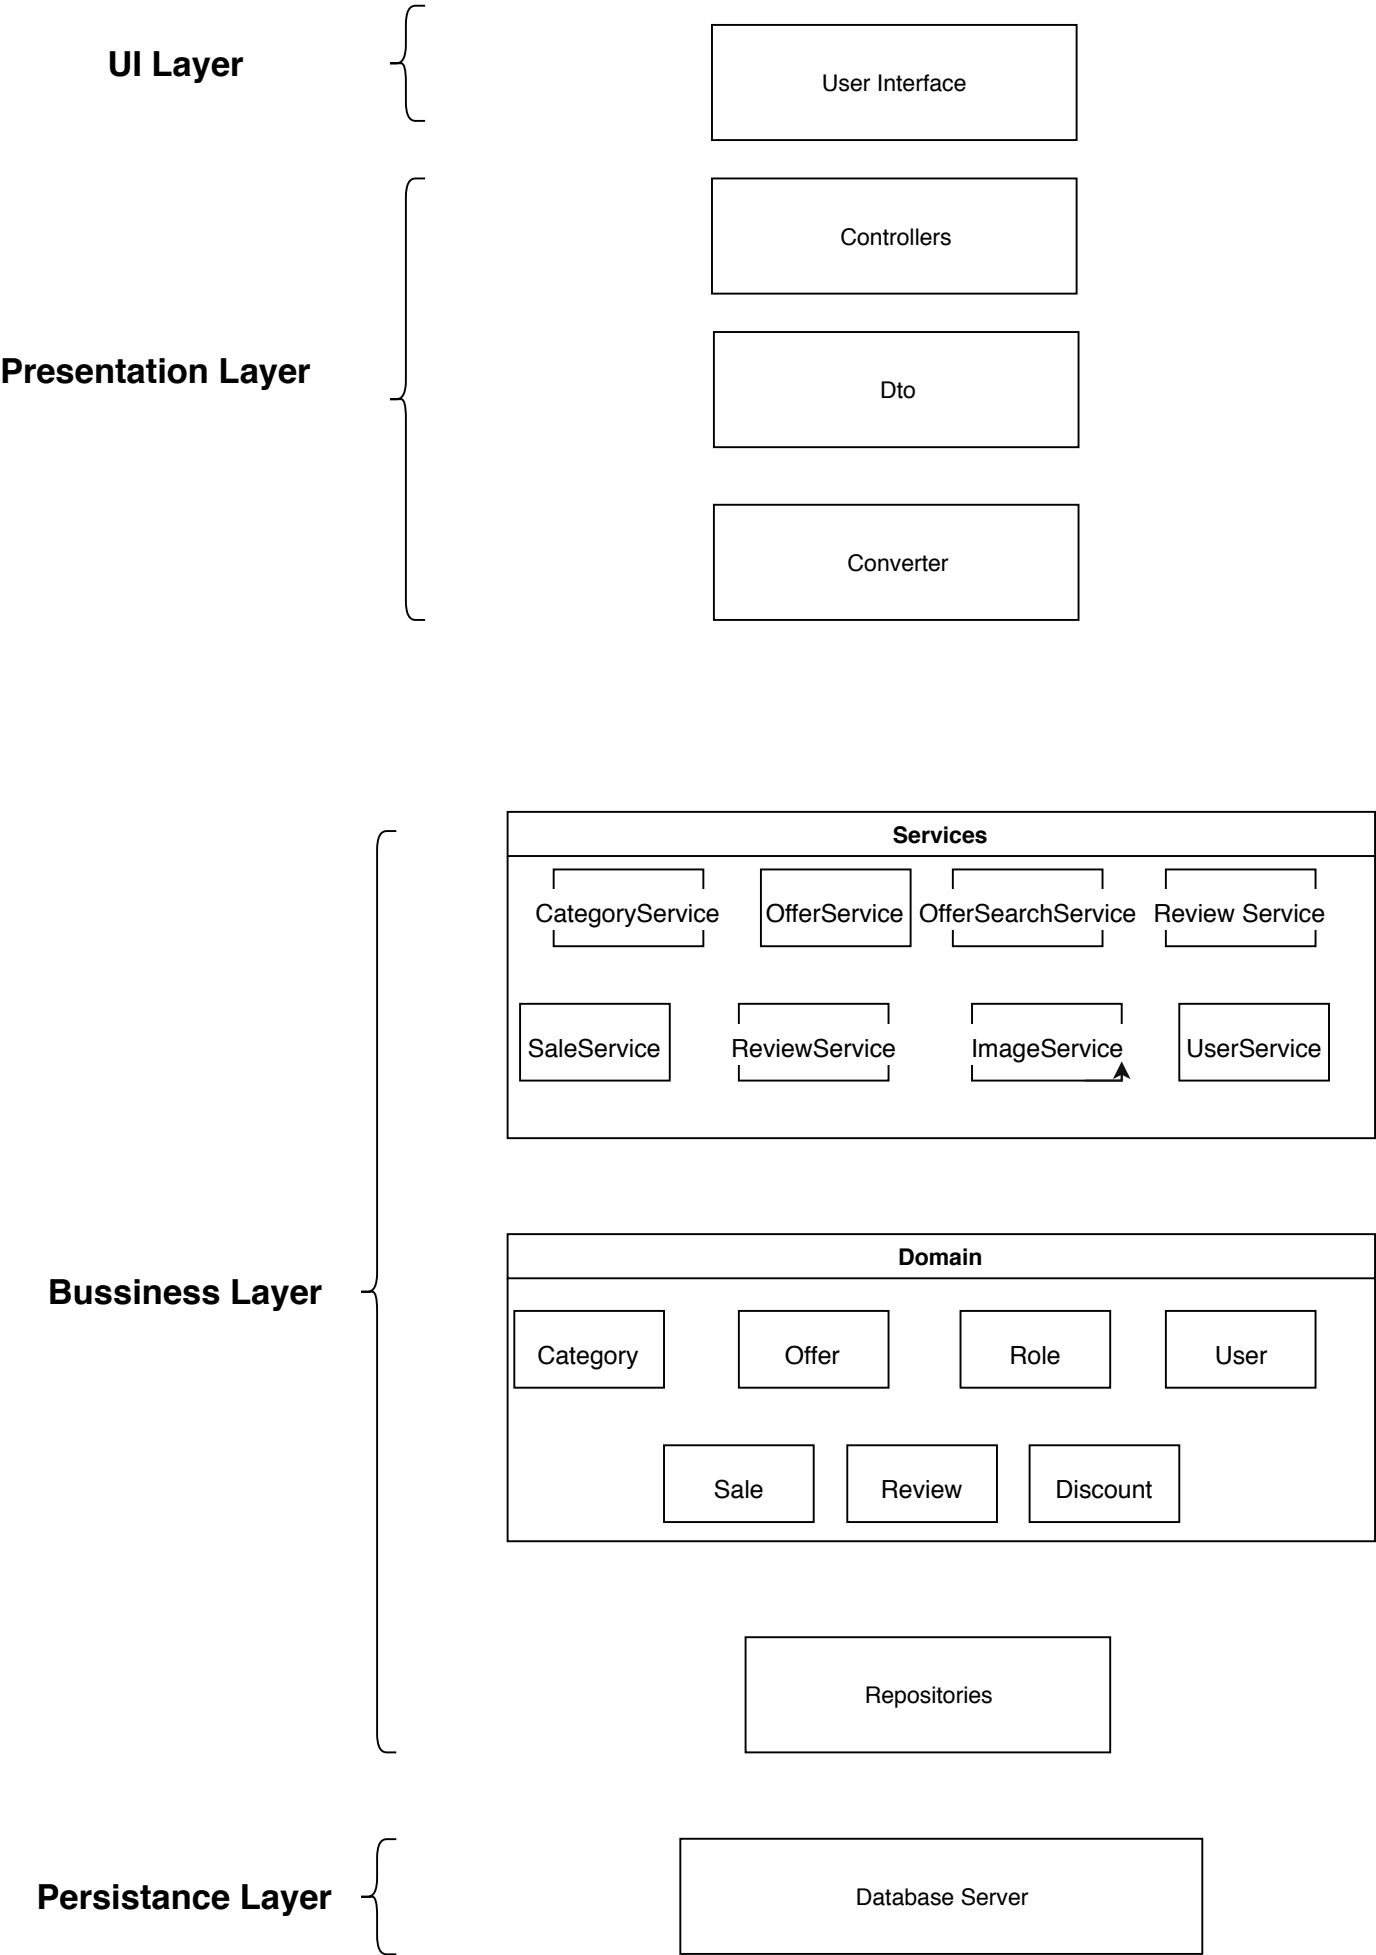 UI Layer
User Interface
Presentation Layer
Controllers
Dto
Converter
Bussiness Layer
Services
CategoryService
OfferService
OfferSearchService
Review Service
SaleService
ReviewService
ImageService
UserService
Domain
Category
Offer
Role
User
Sale
Review
Discount
Repositories
Persistance Layer
Database Server